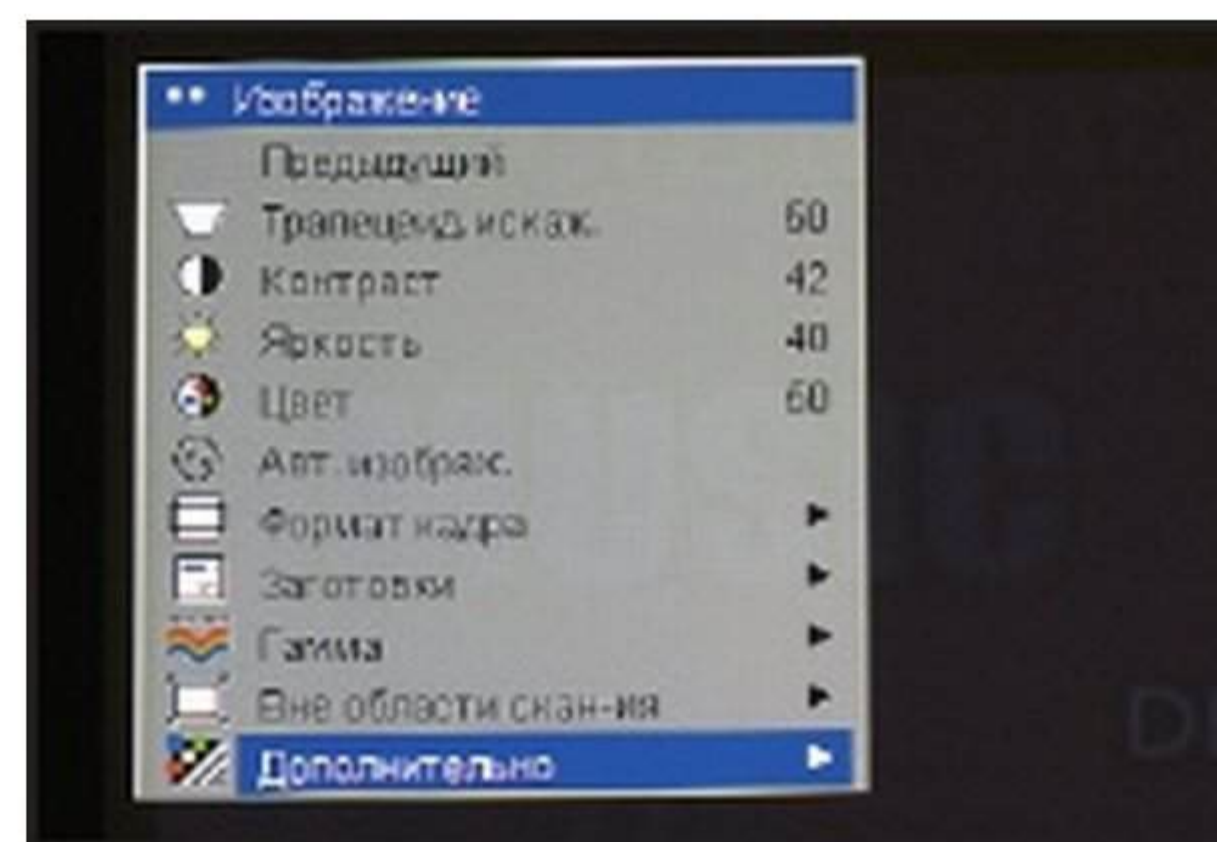 Изображение
Предыдущий
Трапецеид. искаж. 60
Контраст 42
Яркость 40
Цвет 60
Авт. изображ.
Формат кадра
Заготовки
Гамма
Вне области скан-ия
Дополнительно